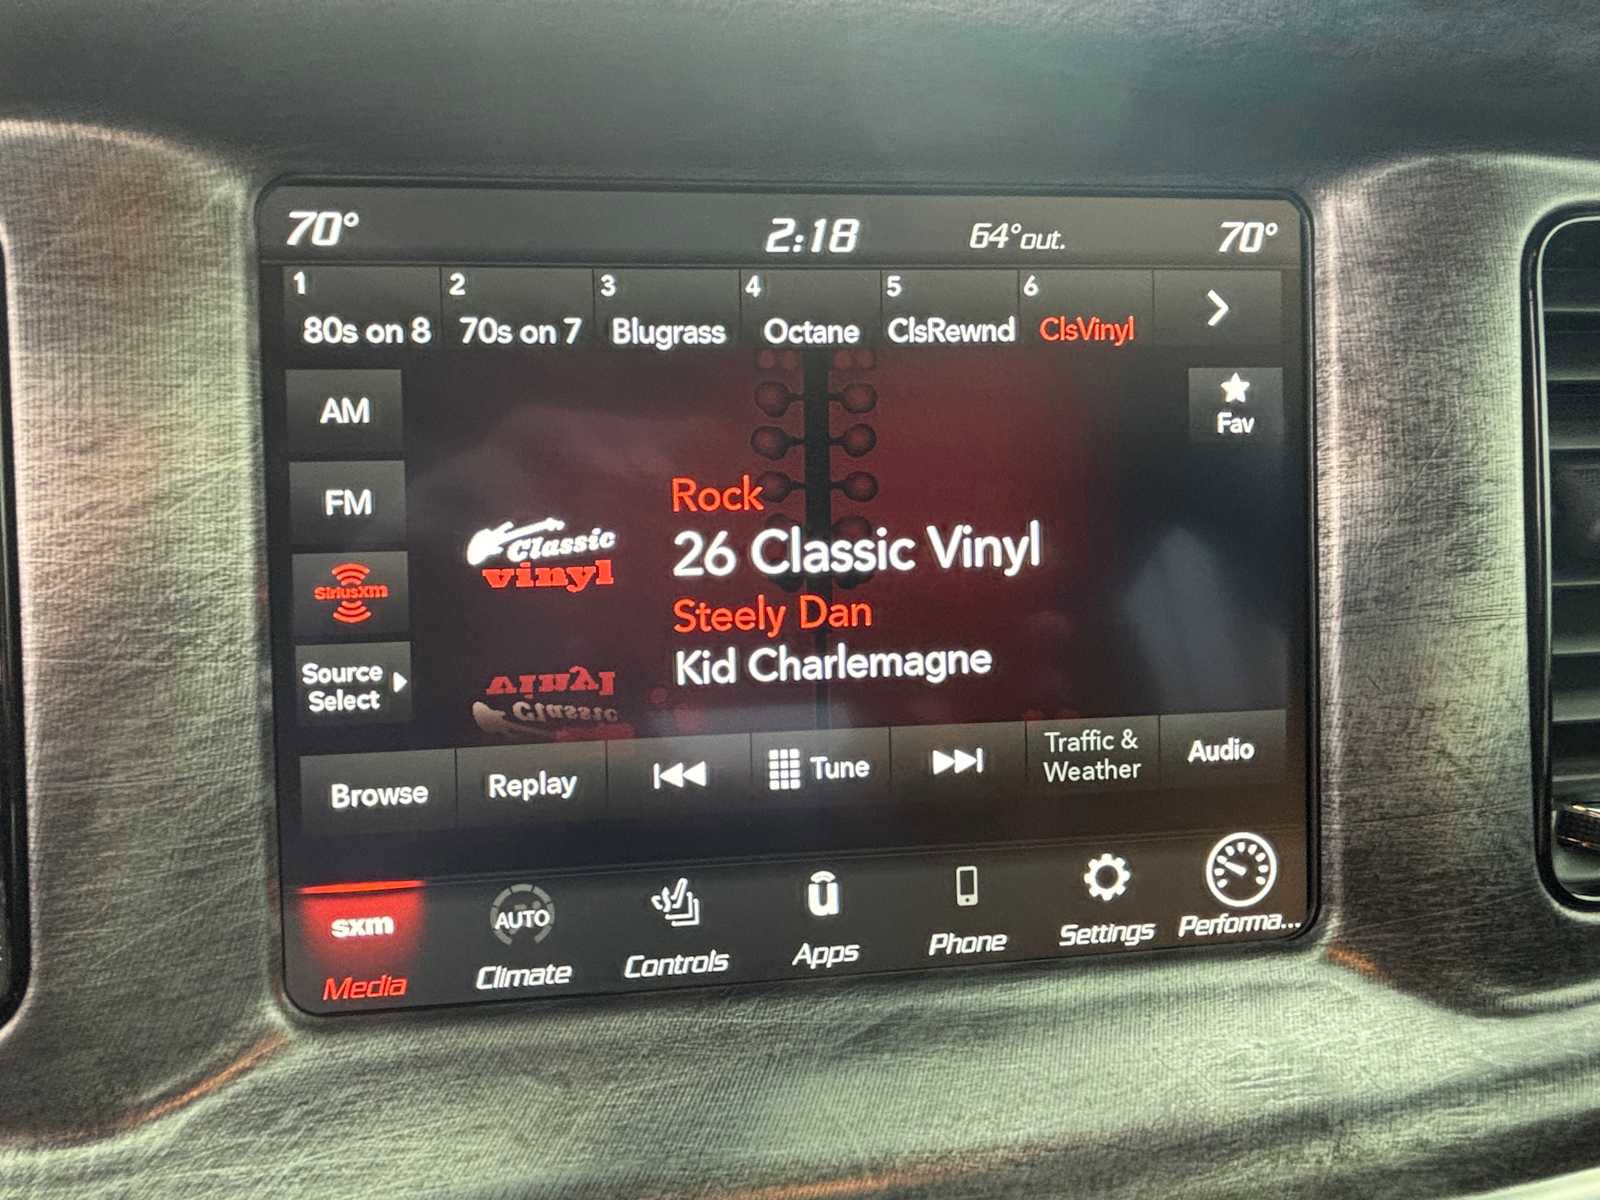 70° 2:18 64°out. 70°
1 2 3 4 5 6
80s on 8 70s on 7 Blugrass Octane ClsRewnd ClsVinyl
AM
Fav
FM
Rock
Classic
vinyl
26 Classic Vinyl
SiriusXM
Steely Dan
Source
Select
Kid Charlemagne
vinyl
Classic
Browse
Replay
Tune
Traffic &
Weather
Audio
sxm
Media
AUTO
Climate
Controls
u
Apps
Phone
Settings
Performa...